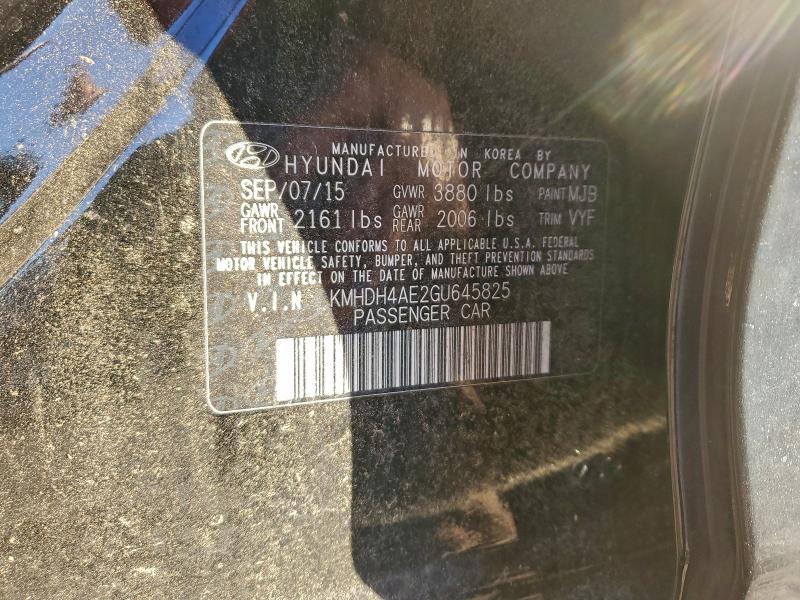 MANUFACTURED IN KOREA BY
HYUNDAI MOTOR COMPANY
SEP/07/15 GVWR 3880 lbs PAINT MJB
GAWR FRONT 2161 lbs GAWR REAR 2006 lbs TRIM VYF
THIS VEHICLE CONFORMS TO ALL APPLICABLE U.S.A. FEDERAL
MOTOR VEHICLE SAFETY, BUMPER, AND THEFT PREVENTION STANDARDS
IN EFFECT ON THE DATE OF MANUFACTURE SHOWN ABOVE
V.I.N KMHDH4AE2GU645825
PASSENGER CAR